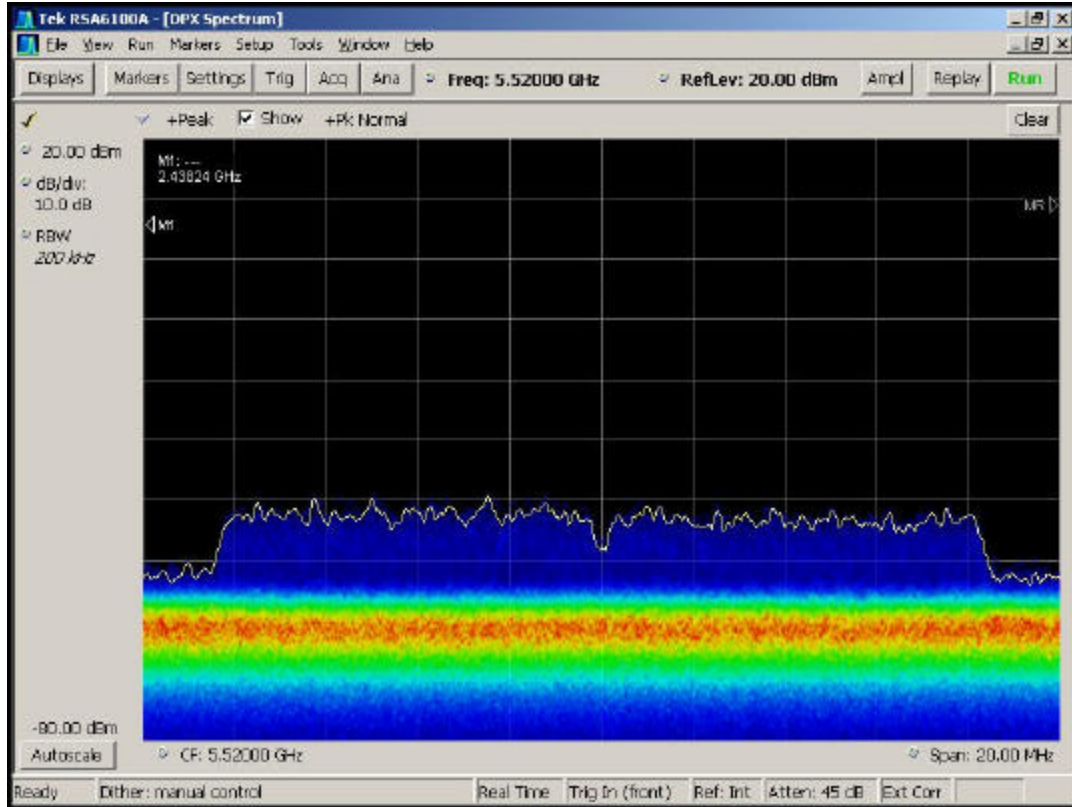 Tek RSA6100A - [DPX Spectrum]
File View Run Markers Setup Tools Window Help
Displays Markers Settings Trig Acq Ana Freq: 5.52000 GHz RefLev: 20.00 dBm Ampl Replay Run
+Peak Show +Pk Normal Clear
20.00 dBm
dB/div:
10.0 dB
RBW
200 kHz
M1: ---
2.43824 GHz
M1
MR
-80.00 dBm
Autoscale CF: 5.52000 GHz Span: 20.00 MHz
Ready Dither: manual control Real Time Trig In (front) Ref: Int Atten: 45 dB Ext Corr